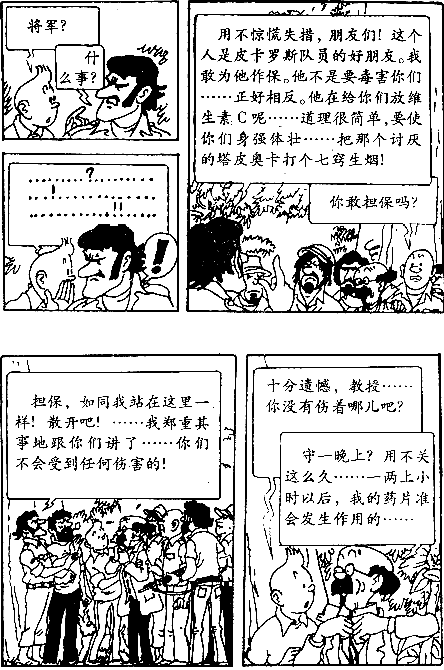 将军?
什
么事?
……………?……………
……!………………
………………!!……
!
用不惊慌失措，朋友们！这个
人是皮卡罗斯队员的好朋友。我
敢为他作保。他不是要毒害你们
……正好相反。他在给你们放维
生素C呢……道理很简单，要使
你们身强体壮……把那个讨厌
的塔皮奥卡打个七窍生烟！
你敢担保吗？
担保，如同我站在这里一
样！散开吧！……我郑重其
事地跟你们讲了……你们
不会受到任何伤害的！
十分遗憾，教授……
你没有伤着哪儿吧？
守一晚上？用不关
这么久……一两上小
时以后，我的药片准
会发生作用的……